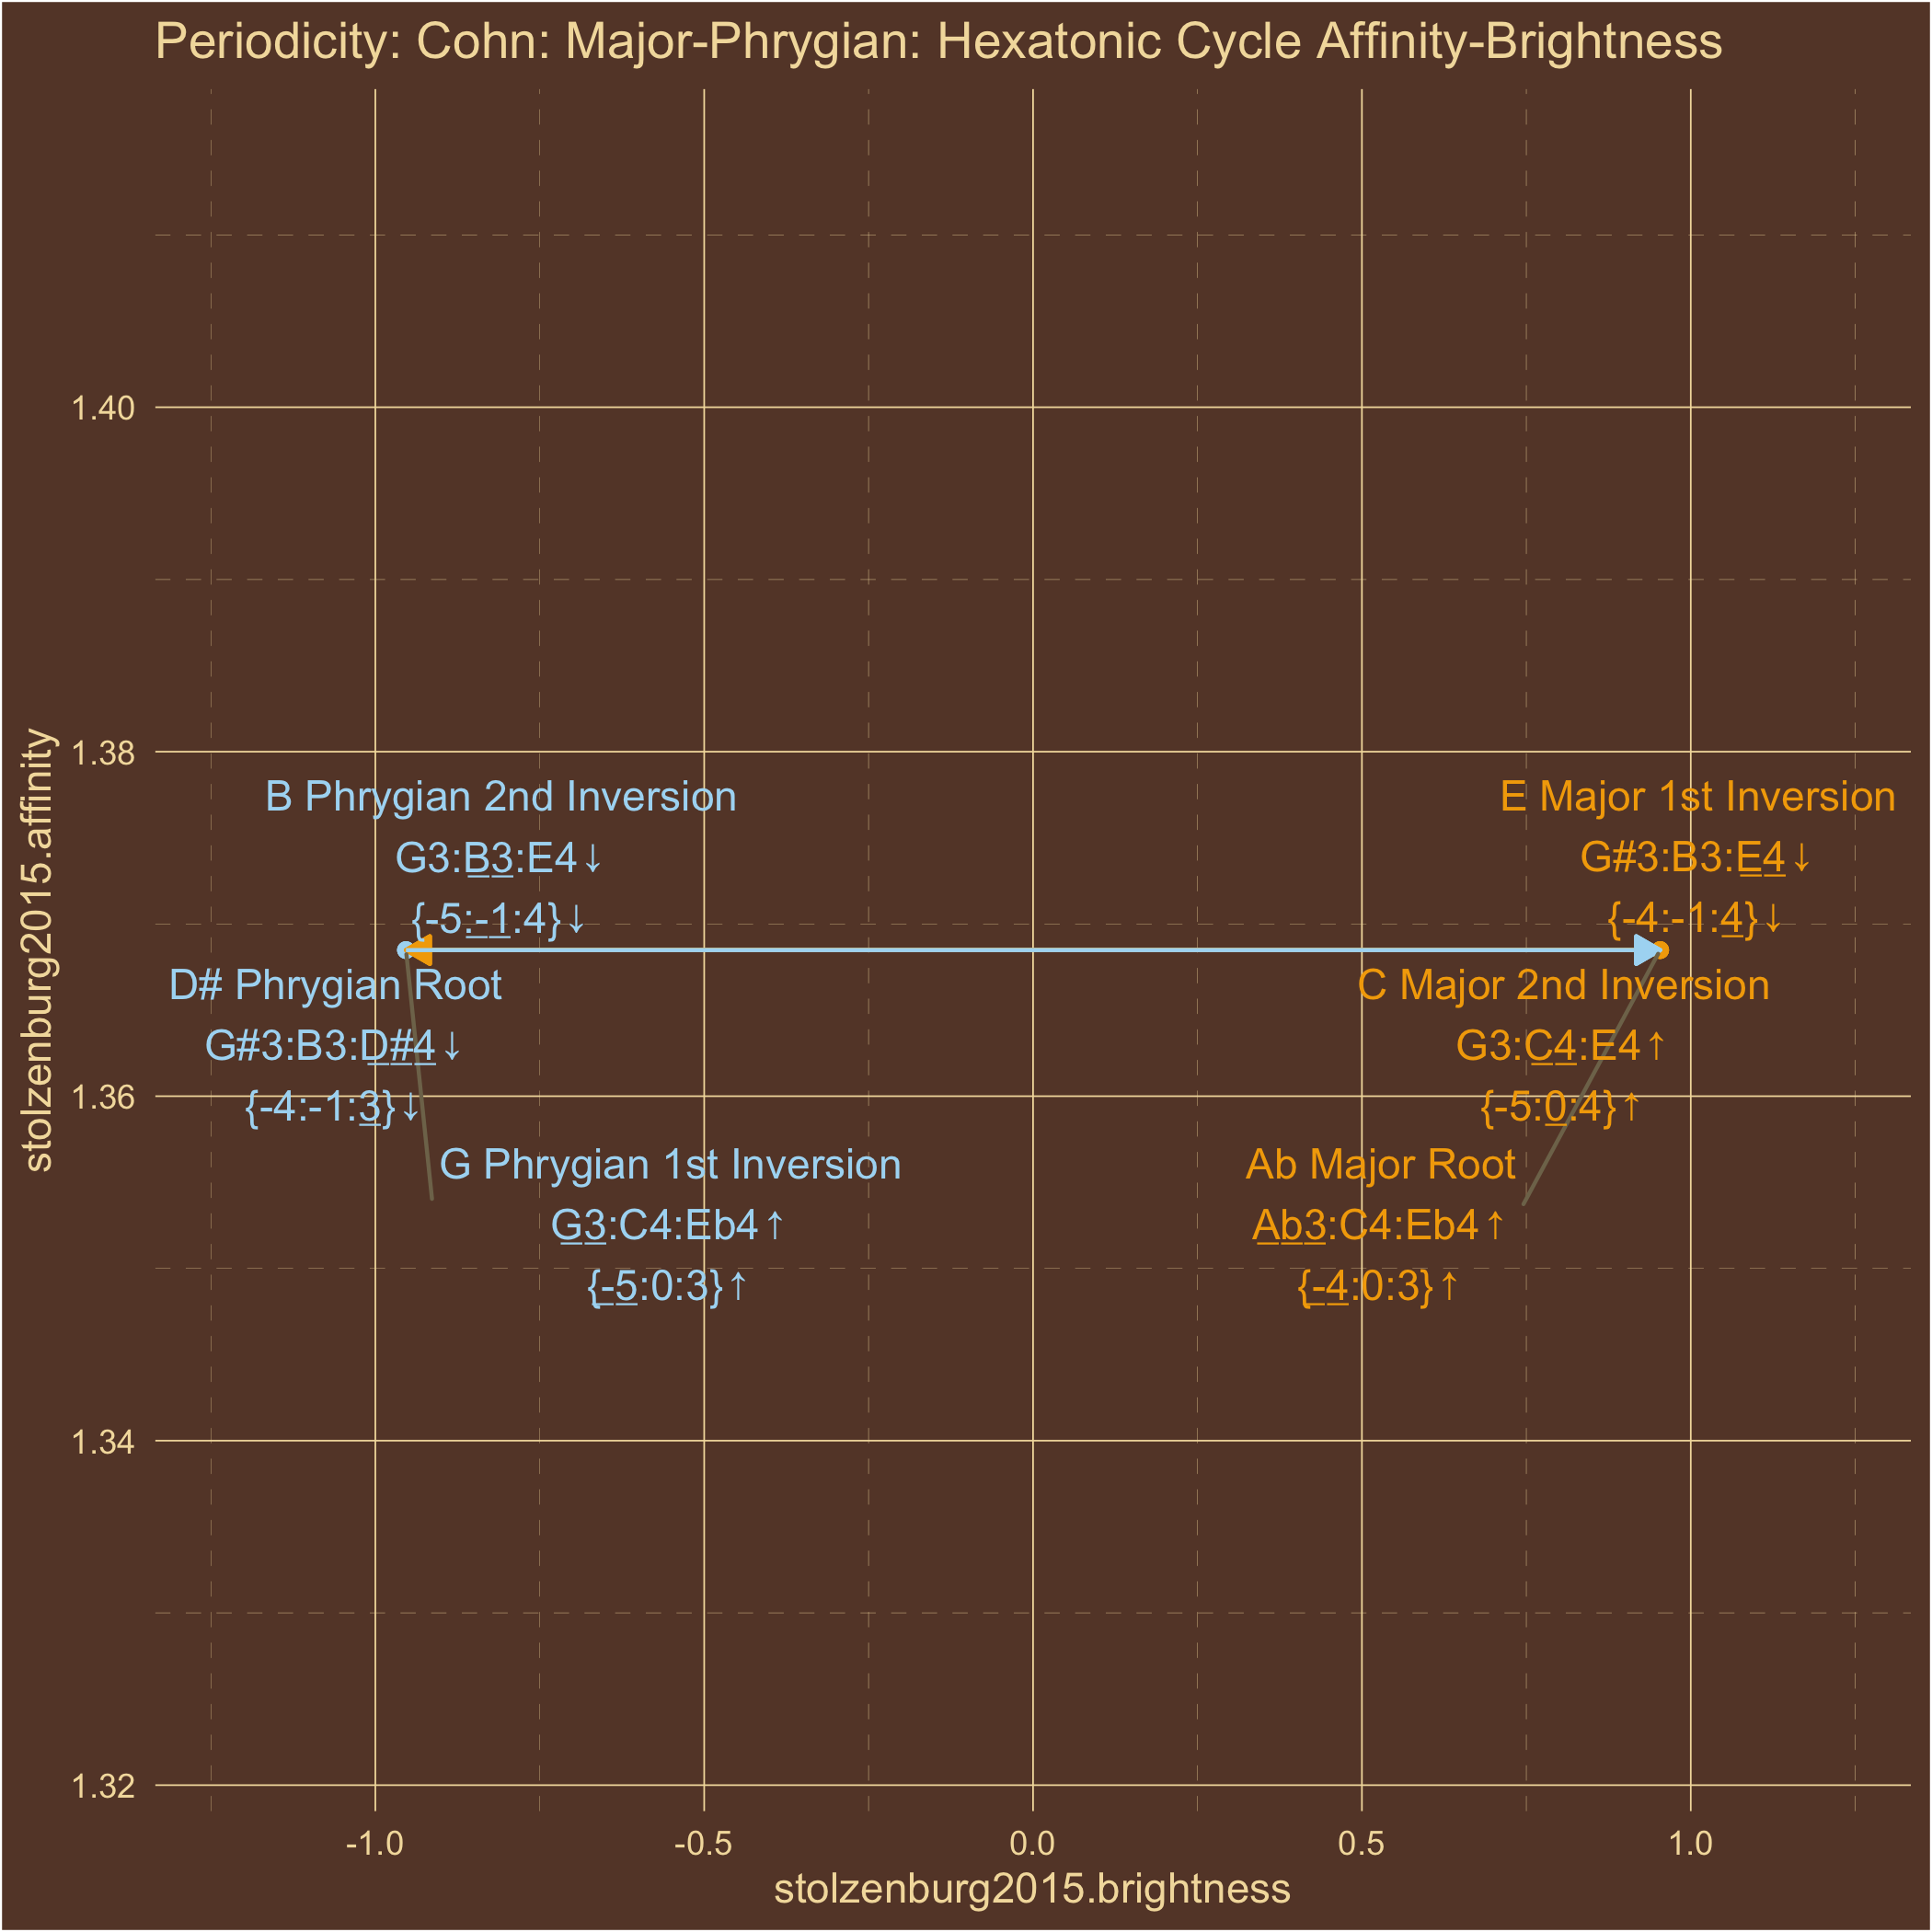 Periodicity: Cohn: Major-Phrygian: Hexatonic Cycle Affinity-Brightness
stolzenburg2015.affinity
1.40
1.38
1.36
1.34
1.32
B Phrygian 2nd Inversion
G3:B3:E4↓
{-5:-1:4}↓
E Major 1st Inversion
G#3:B3:E4↓
{-4:-1:4}↓
D# Phrygian Root
G#3:B3:D#4↓
{-4:-1:3}↓
C Major 2nd Inversion
G3:C4:E4↑
{-5:0:4}↑
G Phrygian 1st Inversion
G3:C4:Eb4↑
{-5:0:3}↑
Ab Major Root
Ab3:C4:Eb4↑
{-4:0:3}↑
-1.0
-0.5
0.0
0.5
1.0
stolzenburg2015.brightness